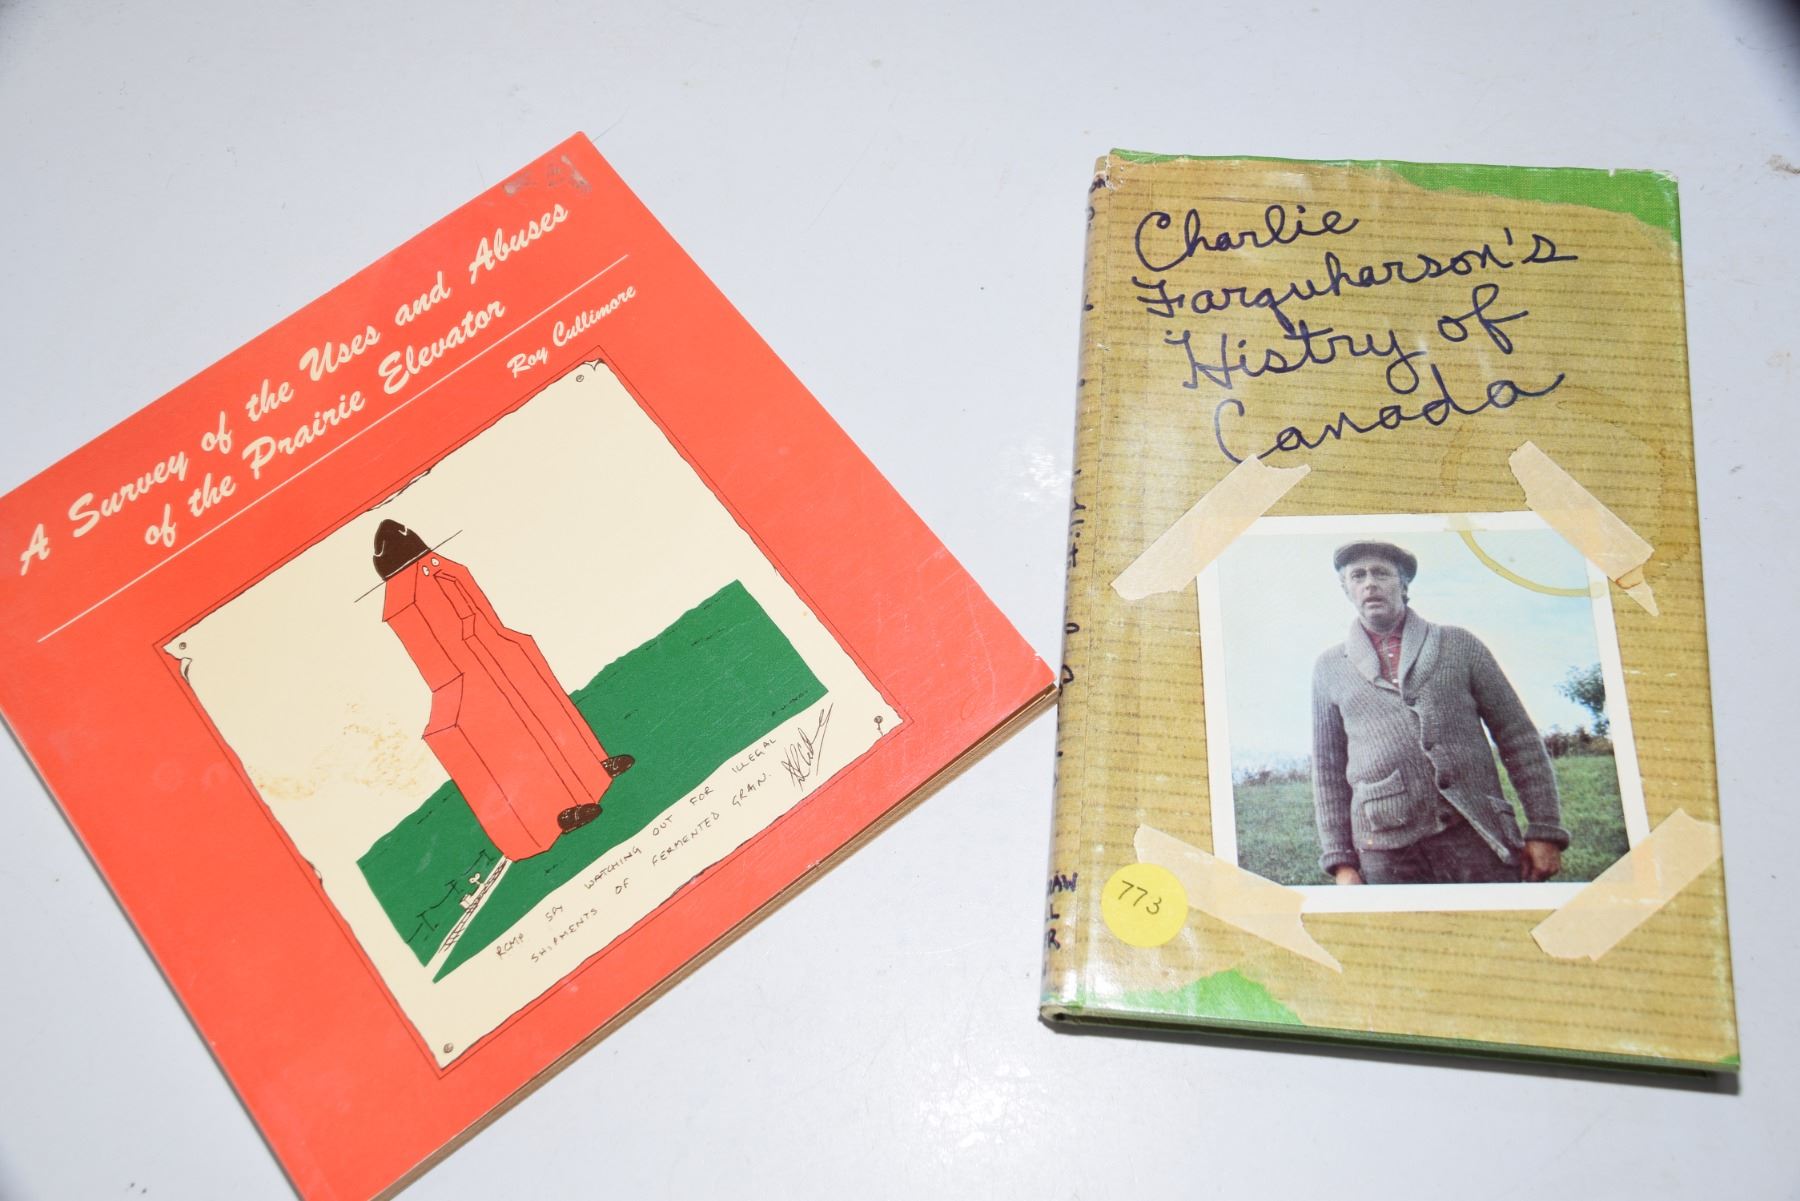 A Survey of the Uses and Abuses
of the Prairie Elevator
Roy Cullimore
RCMP SPY WATCHING OUT FOR ILLEGAL
SHIPMENTS OF FERMENTED GRAIN.
Charlie
Farquharson's
Histry of
Canada
773